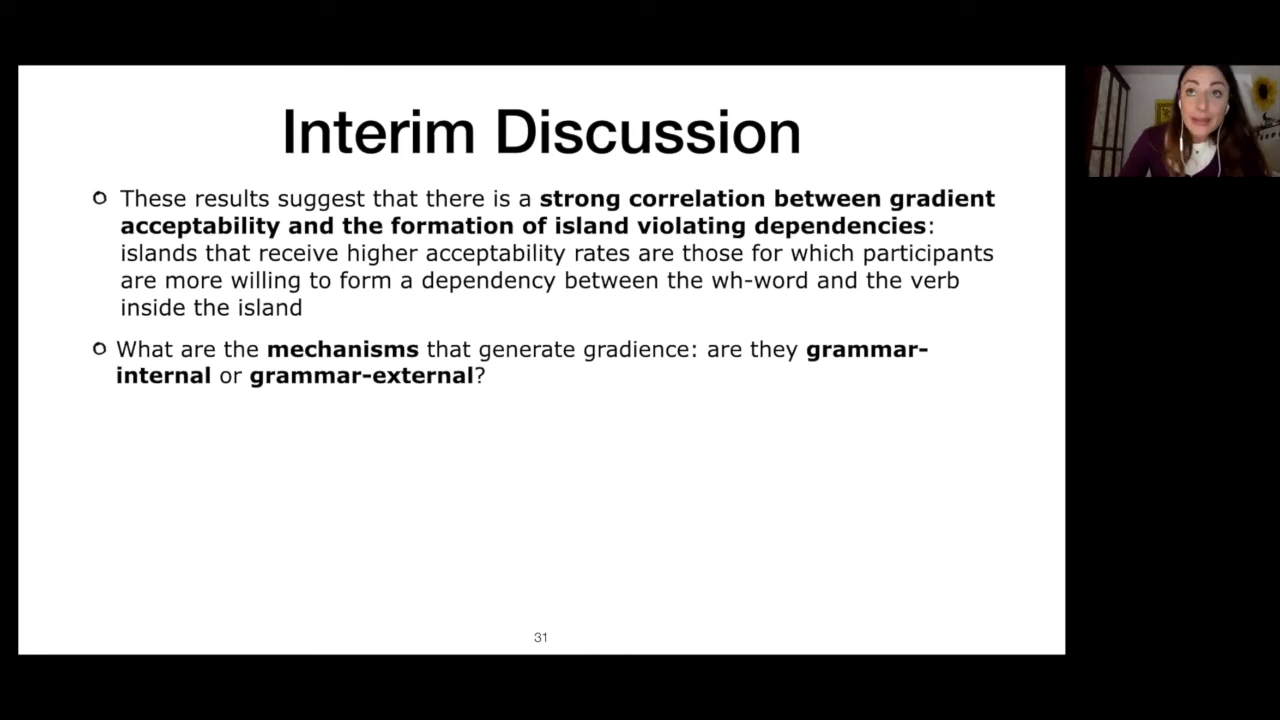 Interim Discussion
These results suggest that there is a strong correlation between gradient
acceptability and the formation of island violating dependencies:
islands that receive higher acceptability rates are those for which participants
are more willing to form a dependency between the wh-word and the verb
inside the island
What are the mechanisms that generate gradience: are they grammar-
internal or grammar-external?
31